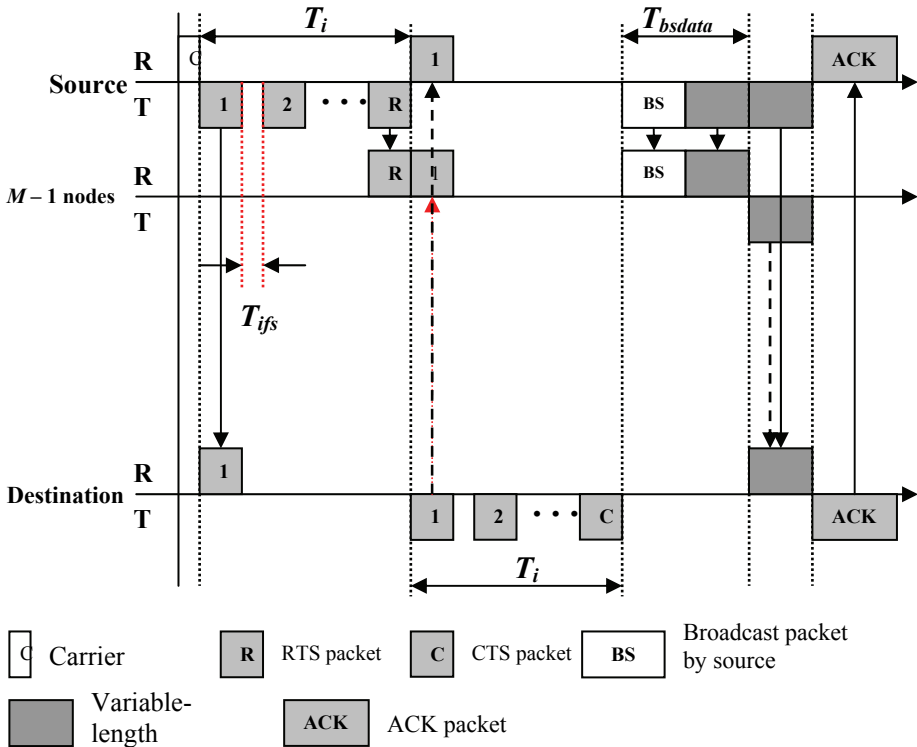 T_i T_bsdata
R C 1 ACK
Source
T 1 2 • • • R BS
R R 1 BS
M – 1 nodes
T
T_ifs
R 1
Destination
T 1 2 • • • C ACK
T_i
C Carrier R RTS packet C CTS packet BS Broadcast packet
by source
Variable-
length
ACK ACK packet